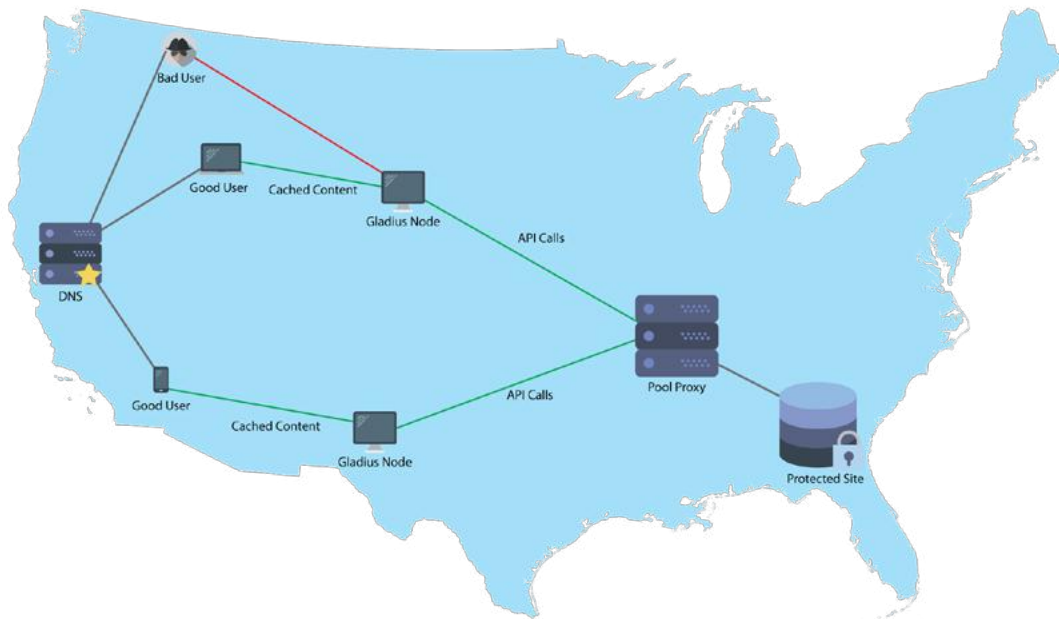 Bad User
Good User
Cached Content
Gladius Node
API Calls
DNS
Pool Proxy
Good User
Cached Content
API Calls
Gladius Node
Protected Site